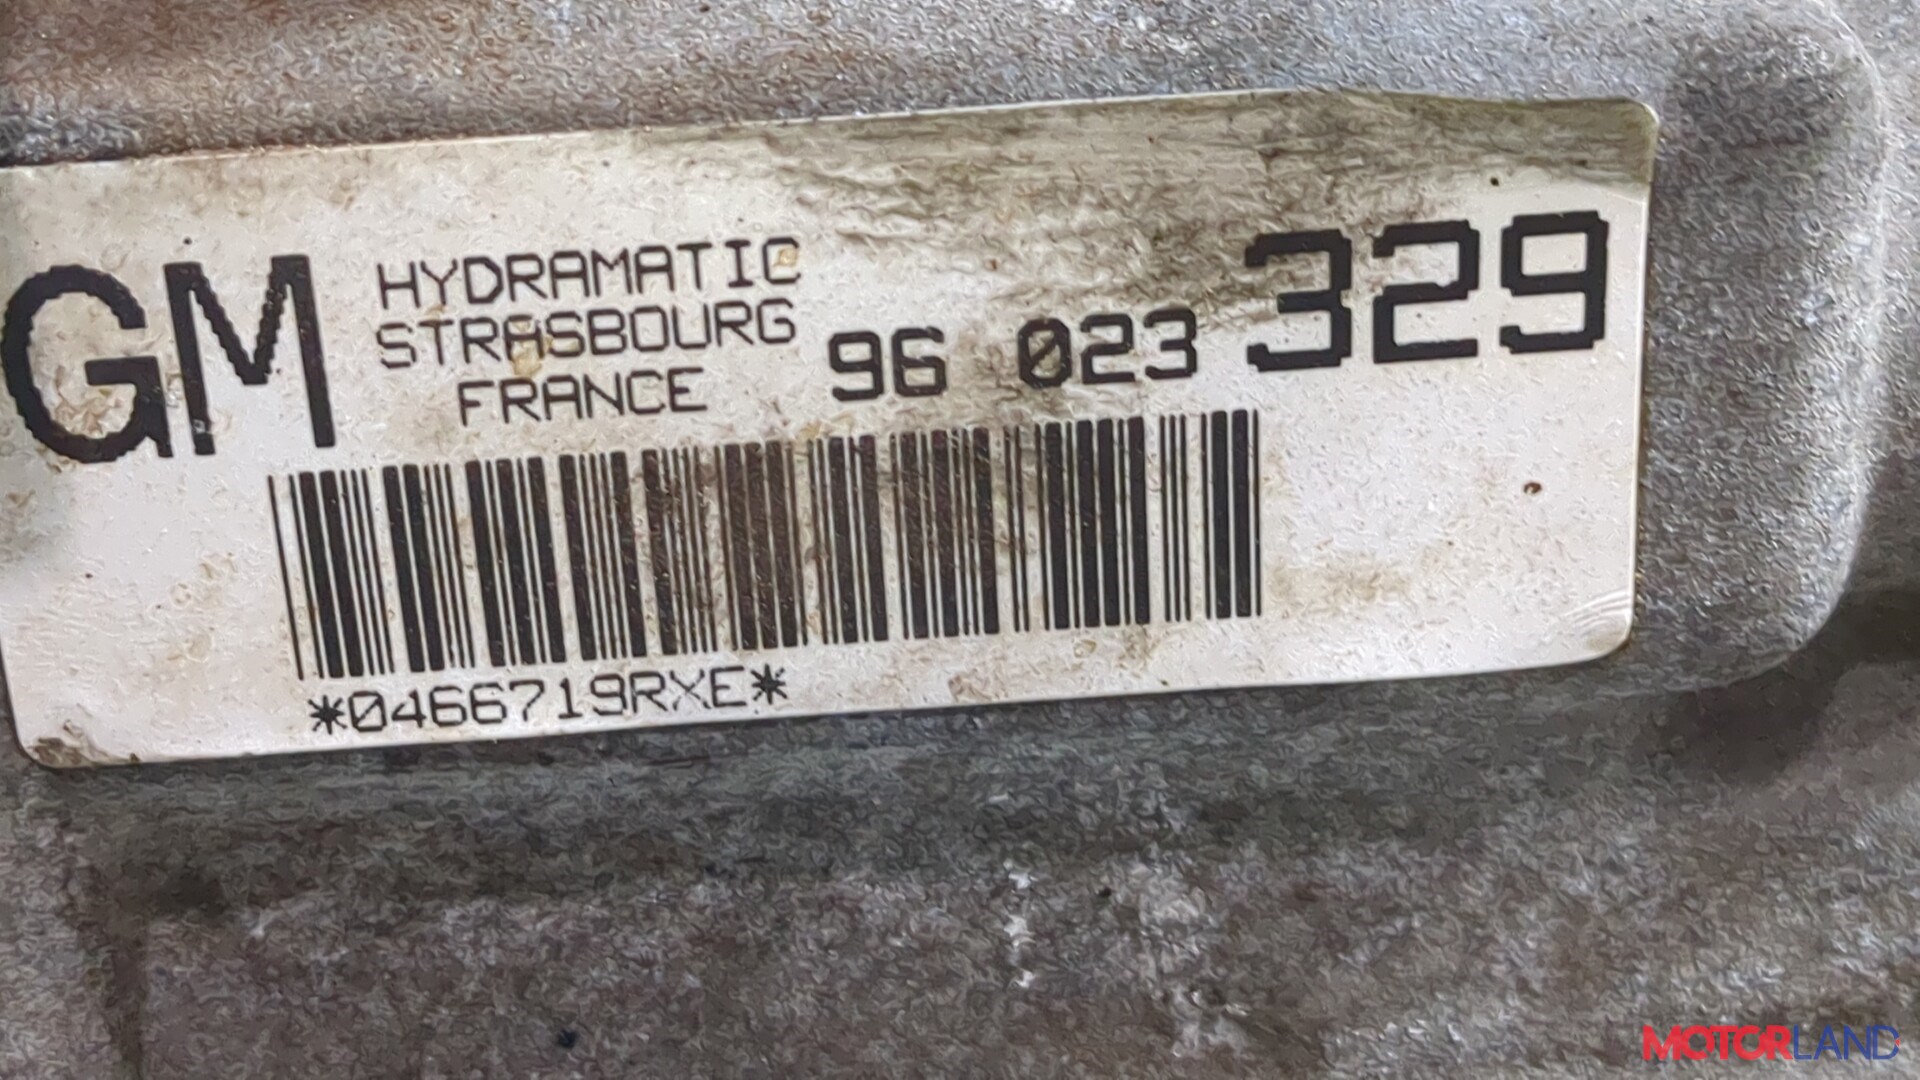 GM
HYDRAMATIC
STRASBOURG
FRANCE
96 023 329
*0466719RXE*
MOTORLAND